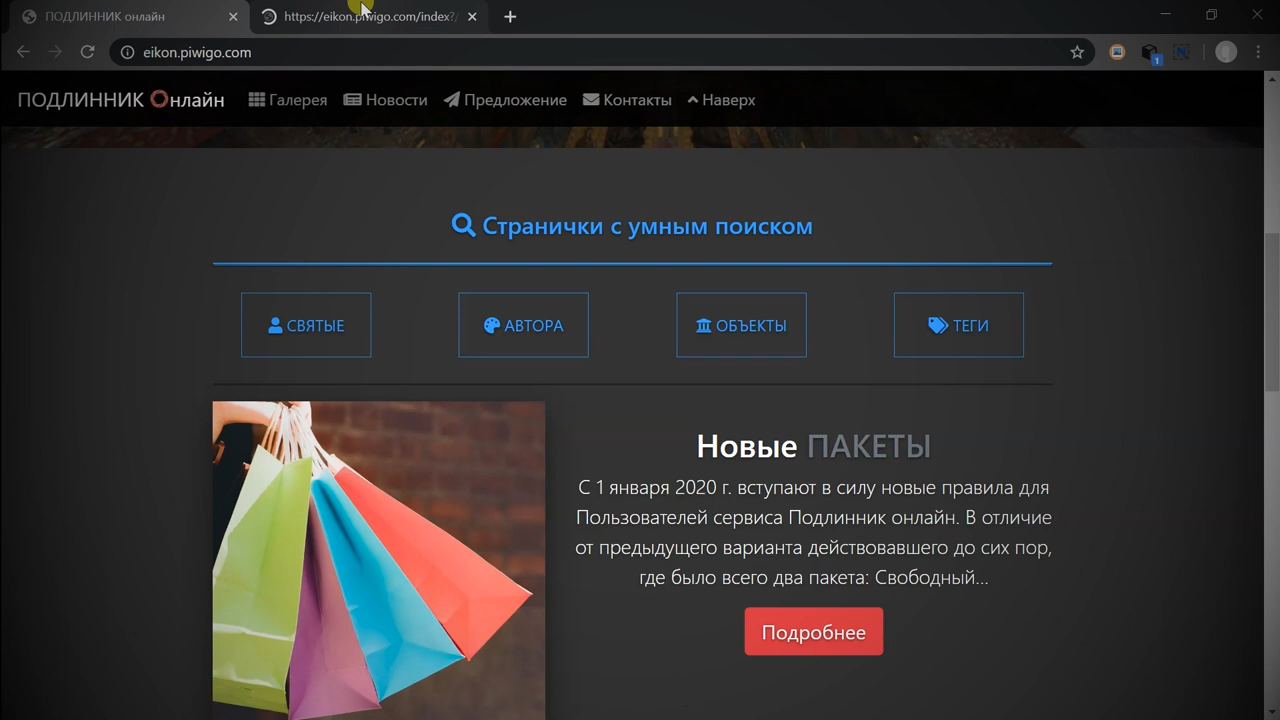 ПОДЛИННИК онлайн
https://eikon.piwigo.com/index?/
eikon.piwigo.com
1
ПОДЛИННИК Онлайн
Галерея
Новости
Предложение
Контакты
Наверх
Странички с умным поиском
СВЯТЫЕ
АВТОРА
ОБЪЕКТЫ
ТЕГИ
Новые ПАКЕТЫ
С 1 января 2020 г. вступают в силу новые правила для
Пользователей сервиса Подлинник онлайн. В отличие
от предыдущего варианта действовавшего до сих пор,
где было всего два пакета: Свободный...
Подробнее